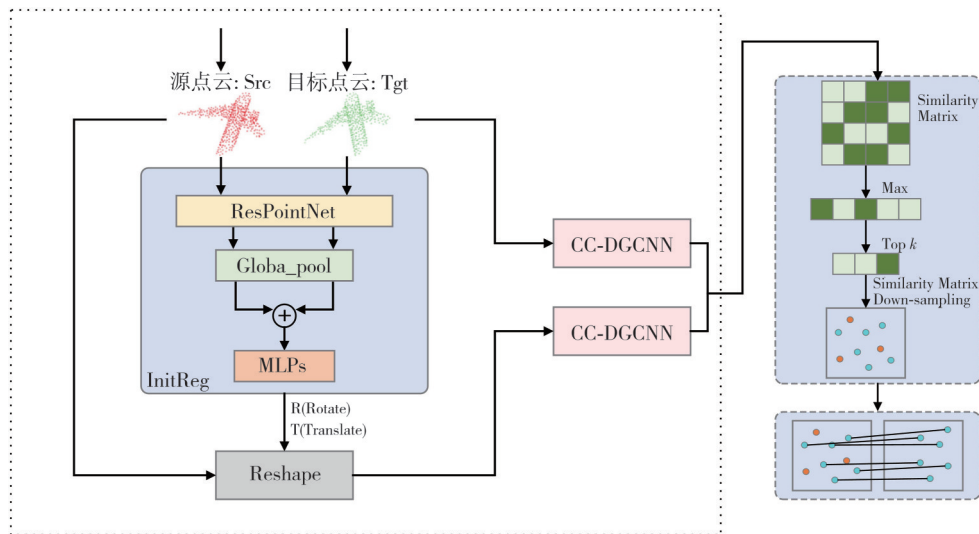 源点云: Src
目标点云: Tgt
ResPointNet
Globa_pool
MLPs
InitReg
R(Rotate)
T(Translate)
Reshape
CC-DGCNN
CC-DGCNN
Similarity
Matrix
Max
Top k
Similarity Matrix
Down-sampling